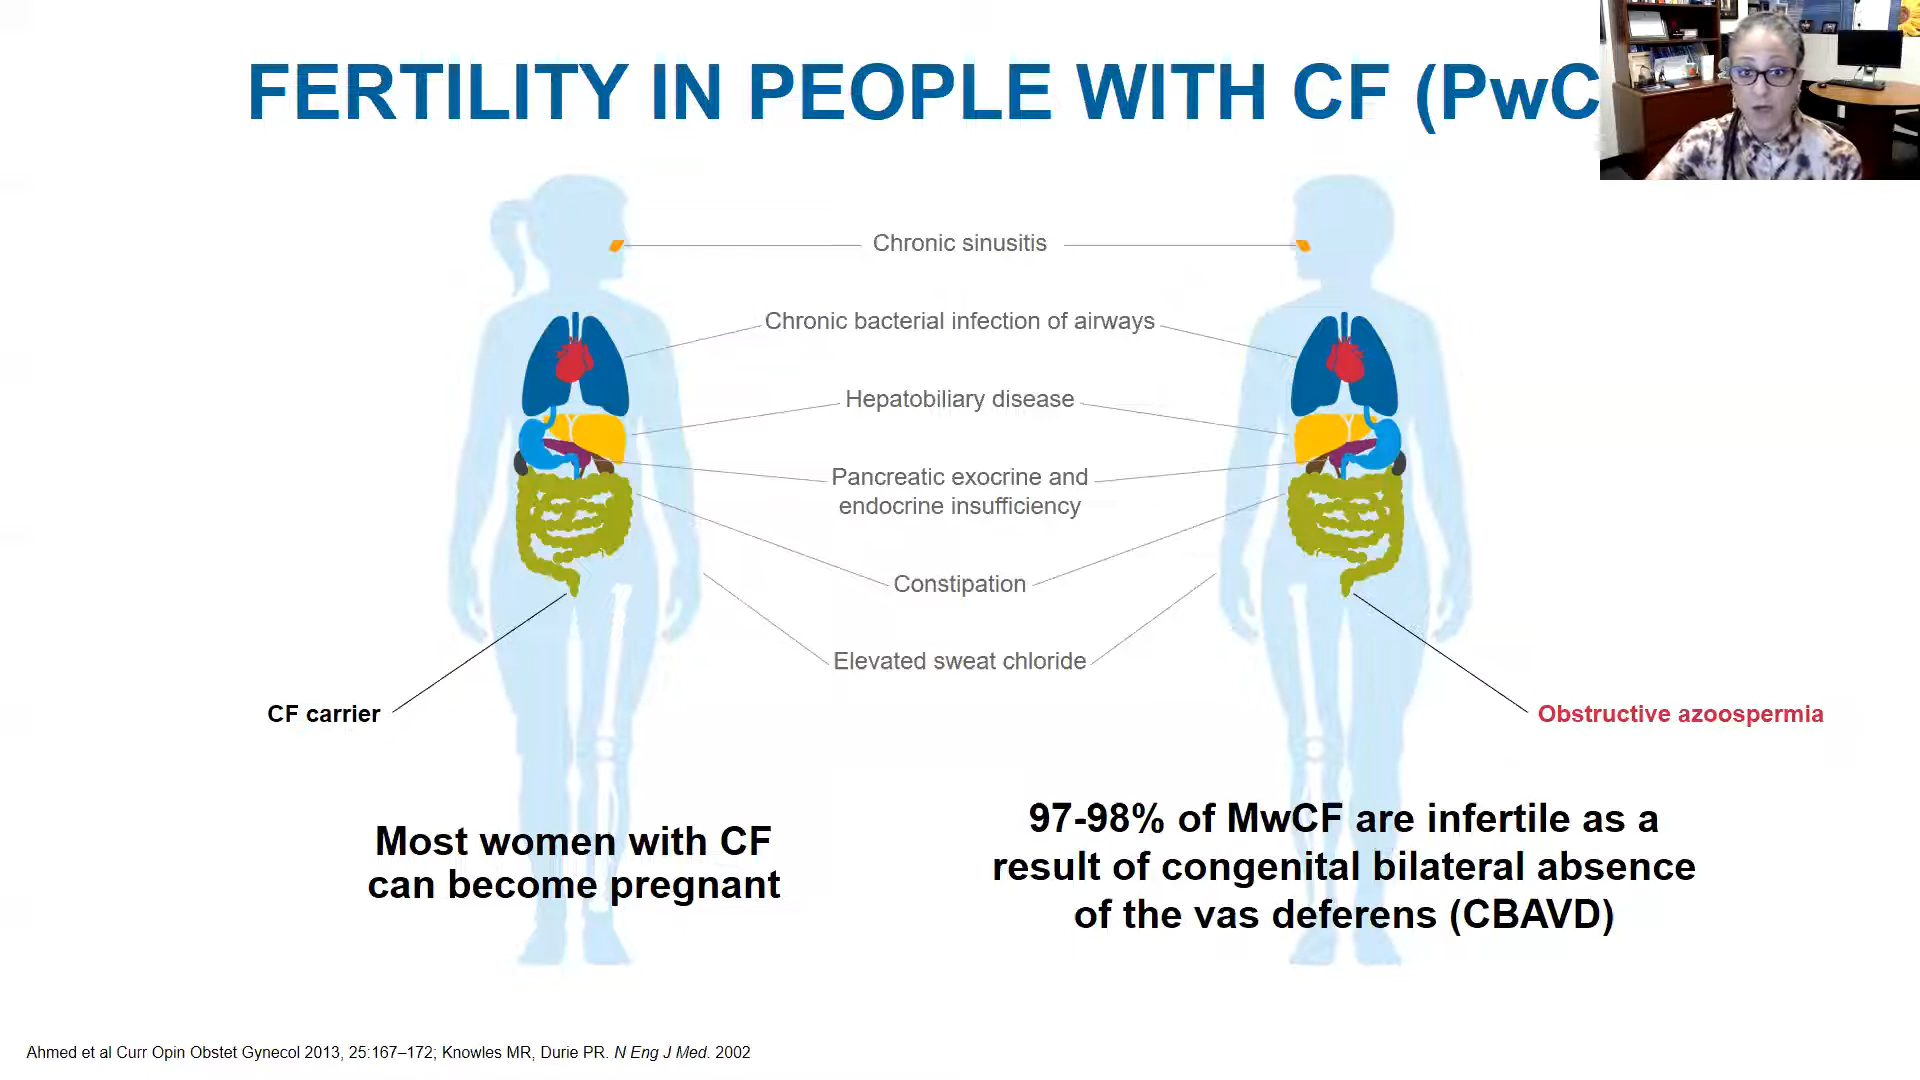 FERTILITY IN PEOPLE WITH CF (PwC
Chronic sinusitis
Chronic bacterial infection of airways
Hepatobiliary disease
Pancreatic exocrine and
endocrine insufficiency
Constipation
Elevated sweat chloride
CF carrier
Obstructive azoospermia
Most women with CF
can become pregnant
97-98% of MwCF are infertile as a
result of congenital bilateral absence
of the vas deferens (CBAVD)
Ahmed et al Curr Opin Obstet Gynecol 2013, 25:167–172; Knowles MR, Durie PR. N Eng J Med. 2002